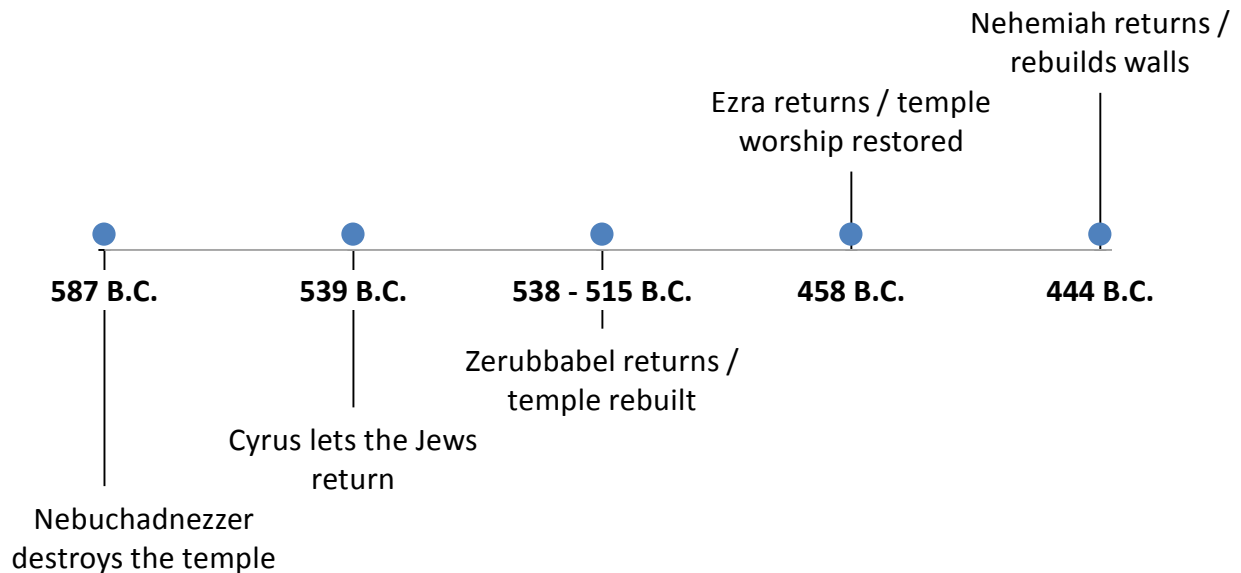 Nehemiah returns /
rebuilds walls
Ezra returns / temple
worship restored
587 B.C.
539 B.C.
538 - 515 B.C.
458 B.C.
444 B.C.
Zerubbabel returns /
temple rebuilt
Cyrus lets the Jews
return
Nebuchadnezzer
destroys the temple